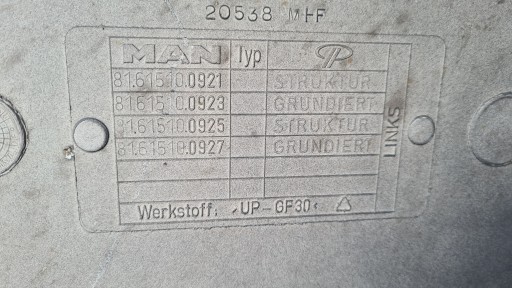 20538 MHF
MAN Typ
81.61510.0921 STRUKTUR
81.61510.0923 GRUNDIERT
81.61510.0925 STRUKTUR
81.61510.0927 GRUNDIERT
LINKS
Werkstoff: >UP-GF30<